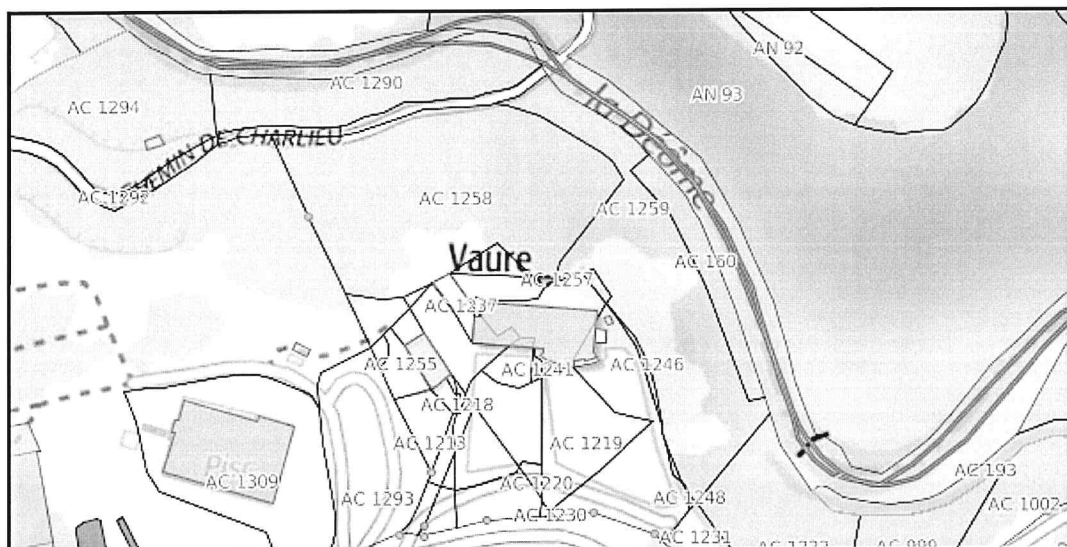 AN 92
AC 1290
AN 93
AC 1294
CHEMIN DE CHARLIEU
la Déôme
AC 1292
AC 1258
AC 1259
Vaure
AC 160
AC 1257
AC 1237
AC 1255
AC 1241
AC 1246
AC 1218
AC 1213
AC 1219
AC 1309
AC 1293
AC 1220
AC 193
AC 1248
AC 1002
AC 1230
AC 1231